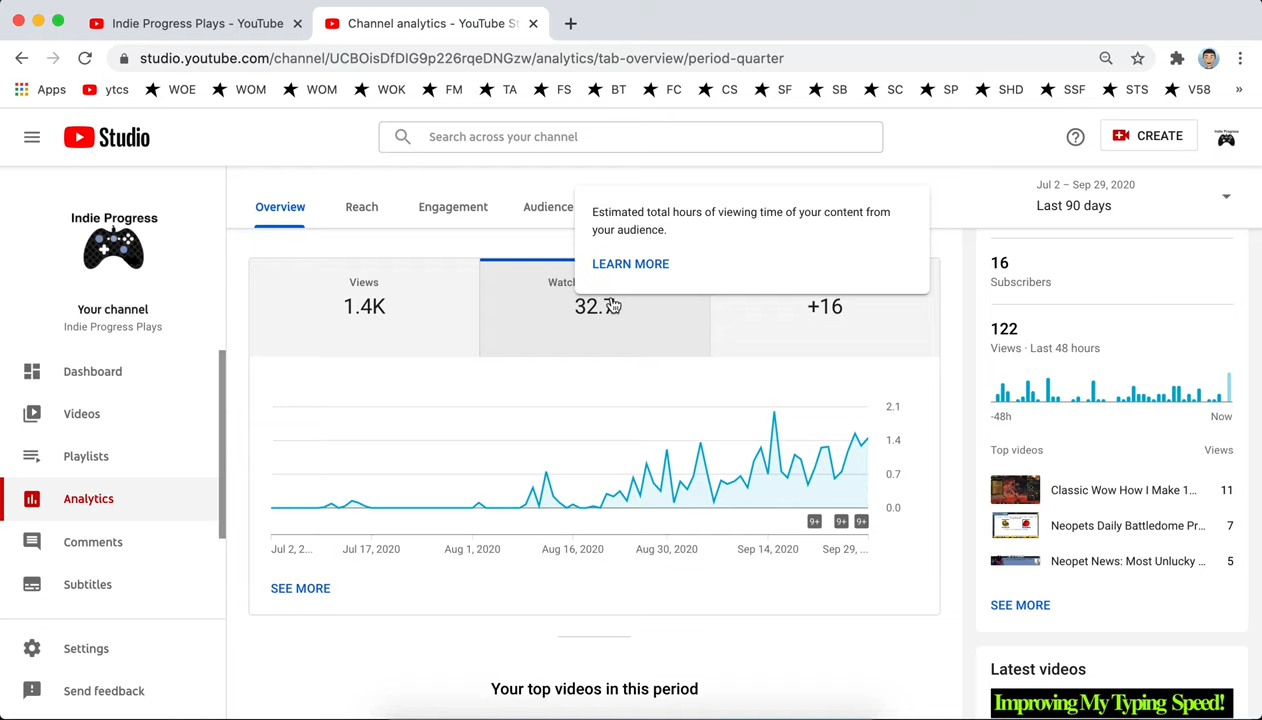 Indie Progress Plays - YouTube
Channel analytics - YouTube St
studio.youtube.com/channel/UCBOisDfDIG9p226rqeDNGzw/analytics/tab-overview/period-quarter
Apps ytcs WOE WOM WOM WOK FM TA FS BT FC CS SF SB SC SP SHD SSF STS V58 »
Studio
Search across your channel
CREATE
Indie Progress
Indie Progress
Your channel
Indie Progress Plays
Dashboard
Videos
Playlists
Analytics
Comments
Subtitles
Settings
Send feedback
Overview
Reach
Engagement
Audience
Jul 2 – Sep 29, 2020
Last 90 days
Estimated total hours of viewing time of your content from
your audience.
LEARN MORE
Views
1.4K
Watch
32.
+16
2.1
1.4
0.7
0.0
9+ 9+ 9+
Jul 2, 2... Jul 17, 2020 Aug 1, 2020 Aug 16, 2020 Aug 30, 2020 Sep 14, 2020 Sep 29, ...
SEE MORE
Your top videos in this period
16
Subscribers
122
Views · Last 48 hours
-48h Now
Top videos Views
Classic Wow How I Make 1... 11
Neopets Daily Battledome Pr... 7
Neopet News: Most Unlucky ... 5
SEE MORE
Latest videos
Improving My Typing Speed!